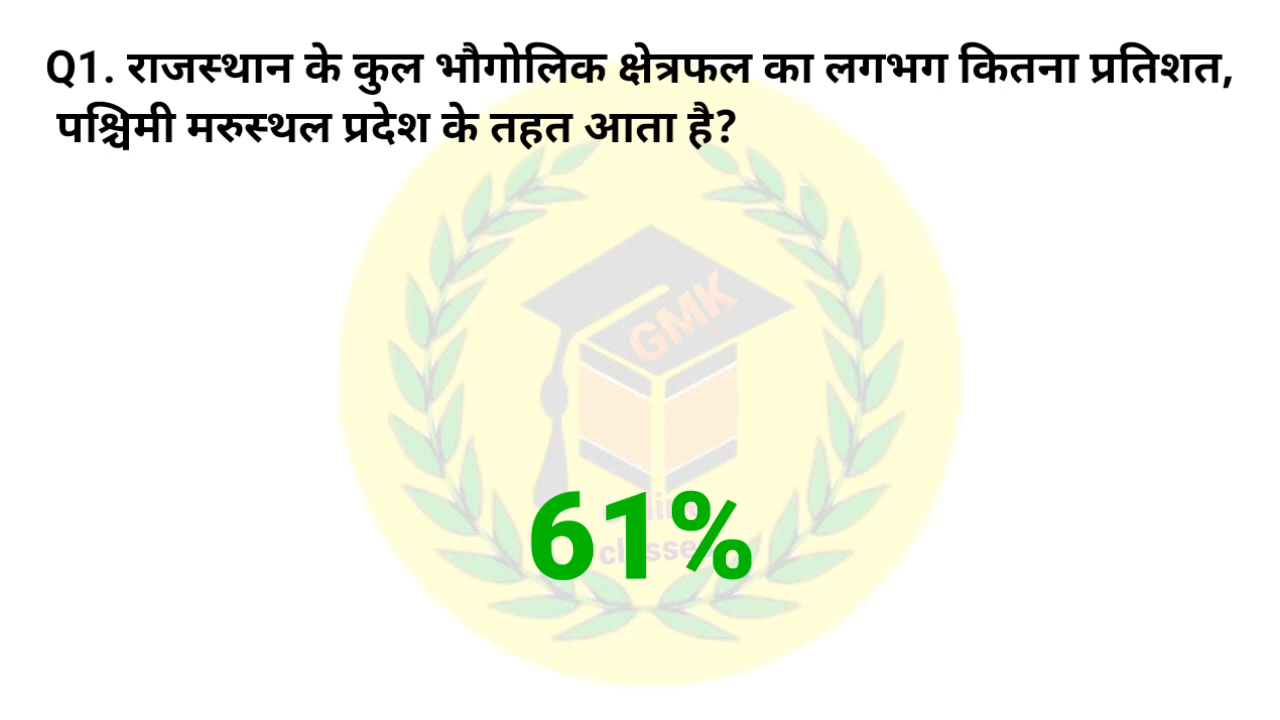 Q1. राजस्थान के कुल भौगोलिक क्षेत्रफल का लगभग कितना प्रतिशत,
पश्चिमी मरुस्थल प्रदेश के तहत आता है?
GMK
61%